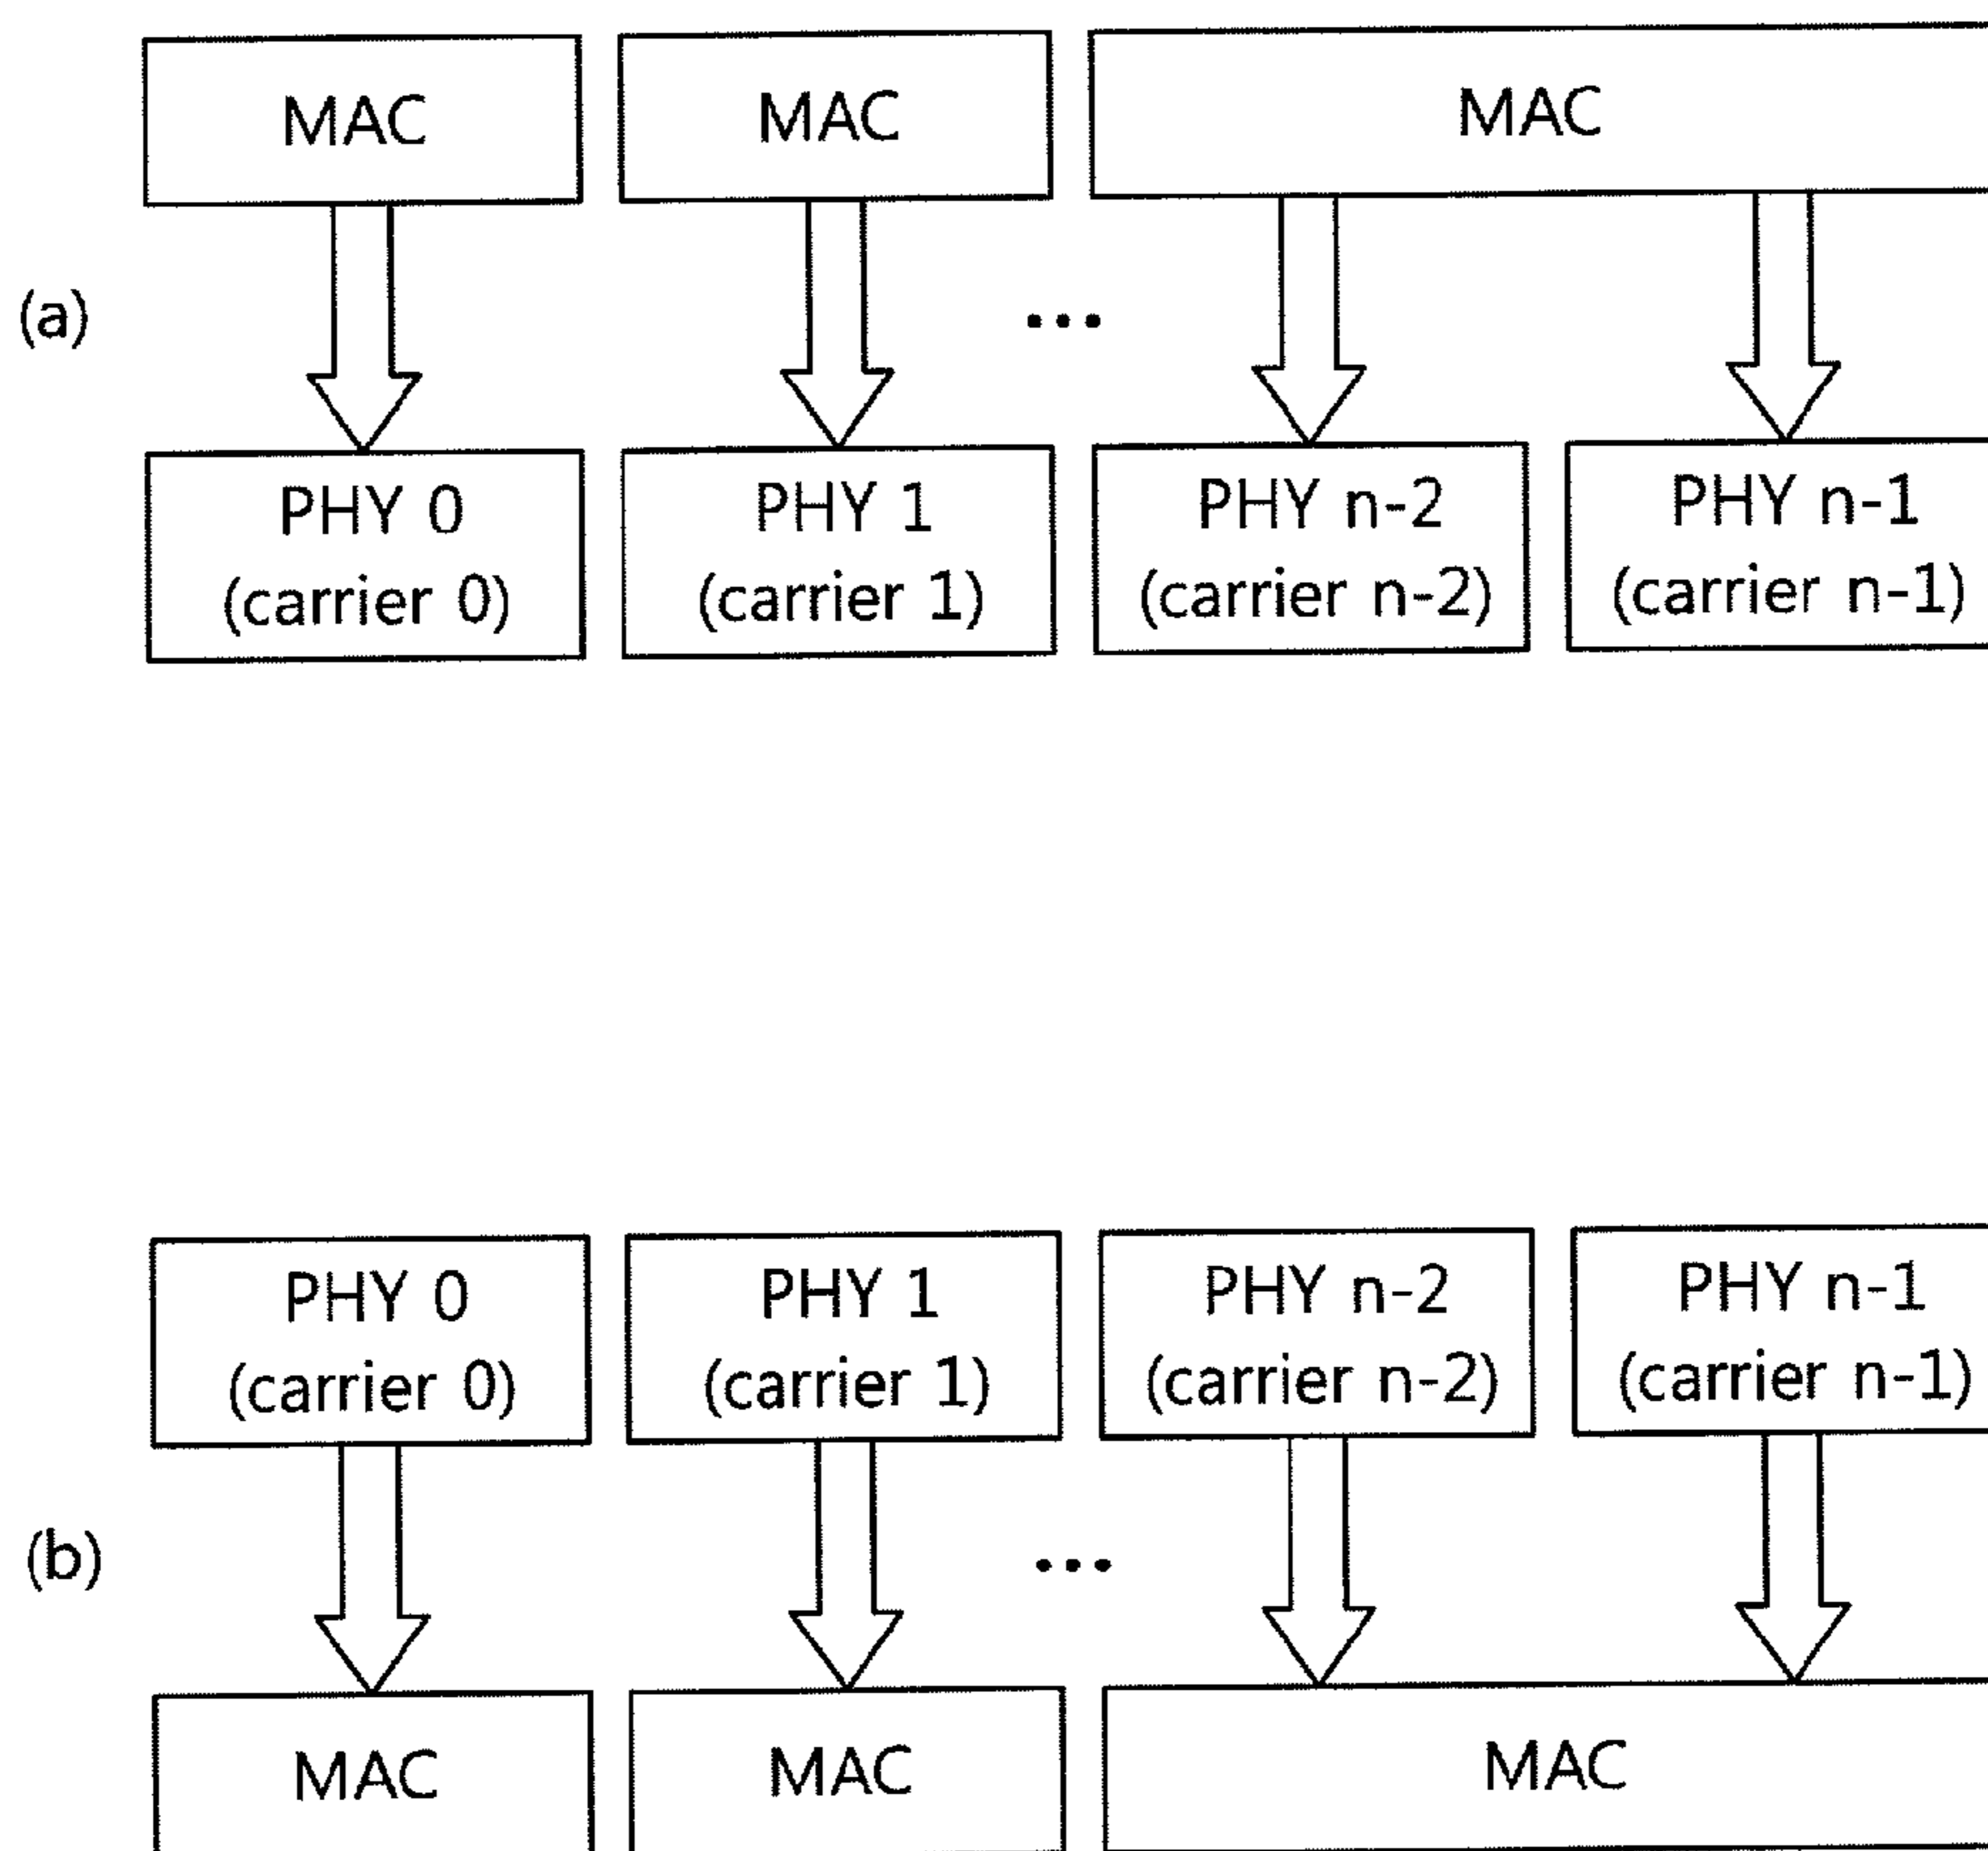 MAC
MAC
MAC
(a)
...
PHY 0
(carrier 0)
PHY 1
(carrier 1)
PHY n-2
(carrier n-2)
PHY n-1
(carrier n-1)
PHY 0
(carrier 0)
PHY 1
(carrier 1)
PHY n-2
(carrier n-2)
PHY n-1
(carrier n-1)
(b)
...
MAC
MAC
MAC